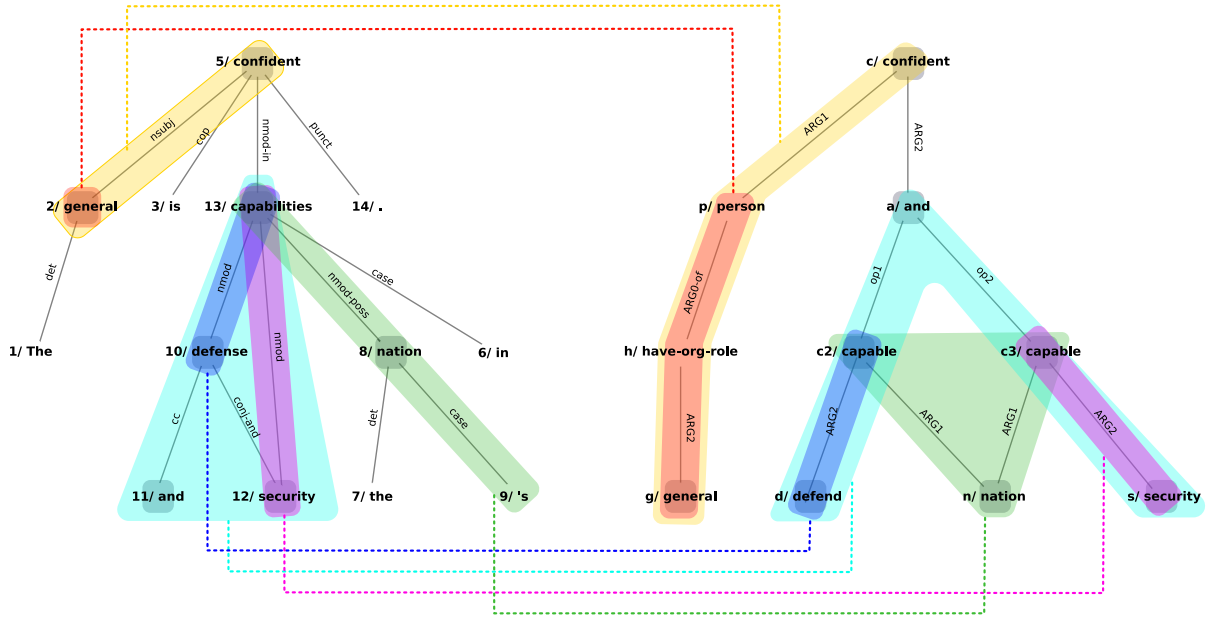 5/ confident
c/ confident
nsubj
cop
nmod-in
punct
ARG1
ARG2
2/ general
3/ is
13/ capabilities
14/ .
p/ person
a/ and
det
nmod
nmod
nmod-poss
case
ARG0-of
op1
op2
1/ The
10/ defense
8/ nation
6/ in
h/ have-org-role
c2/ capable
c3/ capable
cc
conj-and
det
case
ARG2
ARG2
ARG1
ARG1
ARG2
11/ and
12/ security
7/ the
9/ 's
g/ general
d/ defend
n/ nation
s/ security